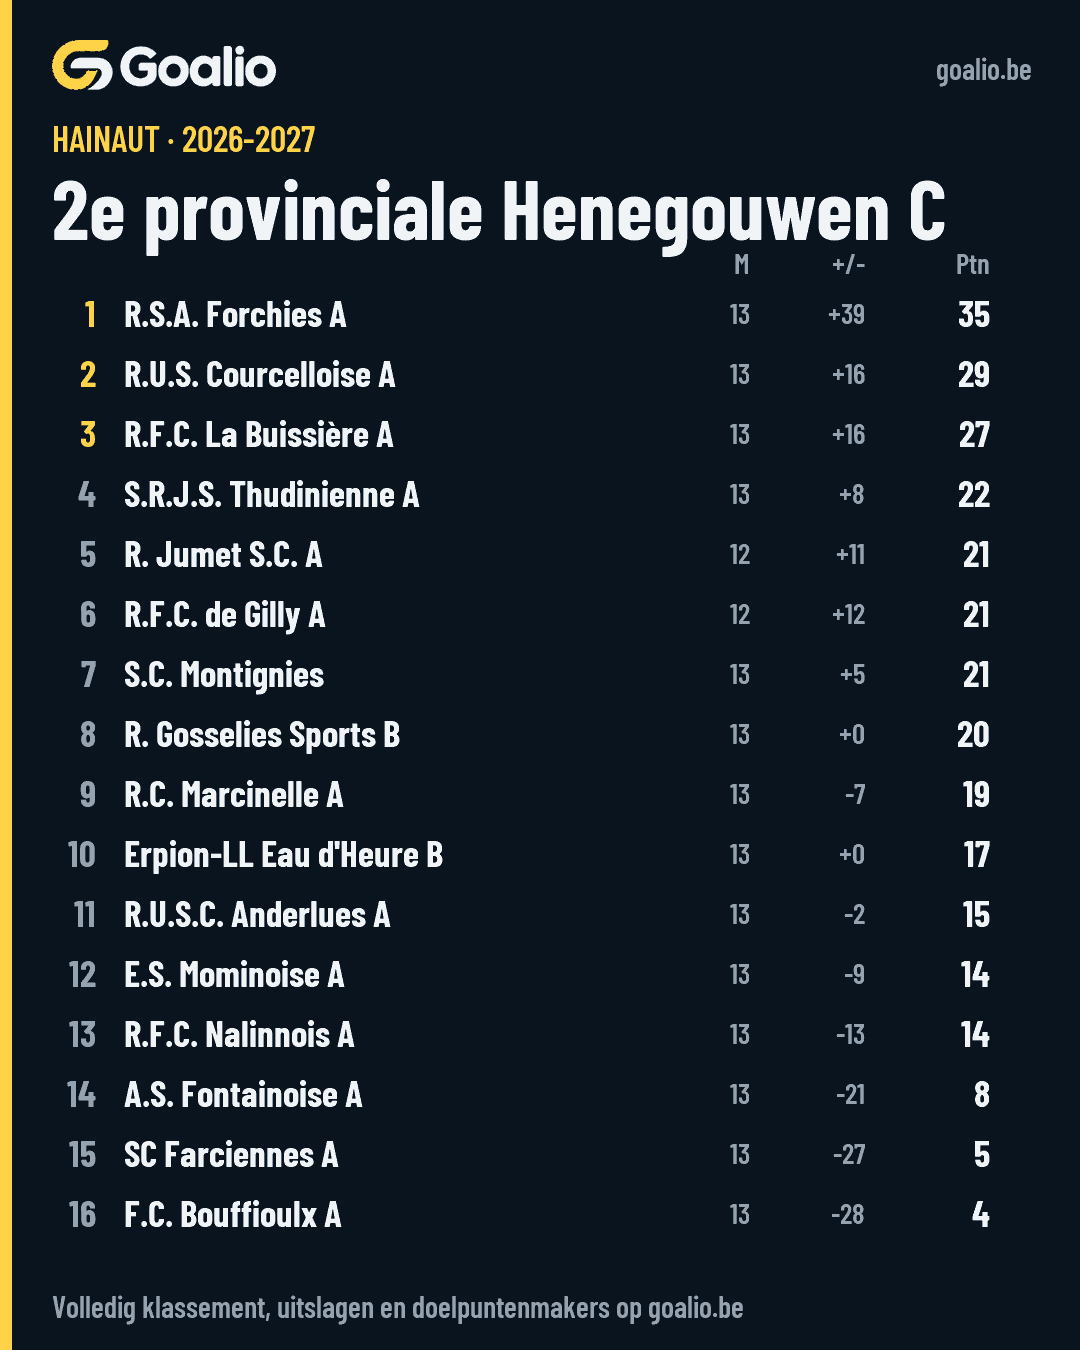 Goalio
goalio.be
HAINAUT · 2026-2027
2e provinciale Henegouwen C
M +/- Ptn
1 R.S.A. Forchies A 13 +39 35
2 R.U.S. Courcelloise A 13 +16 29
3 R.F.C. La Buissière A 13 +16 27
4 S.R.J.S. Thudinienne A 13 +8 22
5 R. Jumet S.C. A 12 +11 21
6 R.F.C. de Gilly A 12 +12 21
7 S.C. Montignies 13 +5 21
8 R. Gosselies Sports B 13 +0 20
9 R.C. Marcinelle A 13 -7 19
10 Erpion-LL Eau d'Heure B 13 +0 17
11 R.U.S.C. Anderlues A 13 -2 15
12 E.S. Mominoise A 13 -9 14
13 R.F.C. Nalinnois A 13 -13 14
14 A.S. Fontainoise A 13 -21 8
15 SC Farciennes A 13 -27 5
16 F.C. Bouffioulx A 13 -28 4
Volledig klassement, uitslagen en doelpuntenmakers op goalio.be